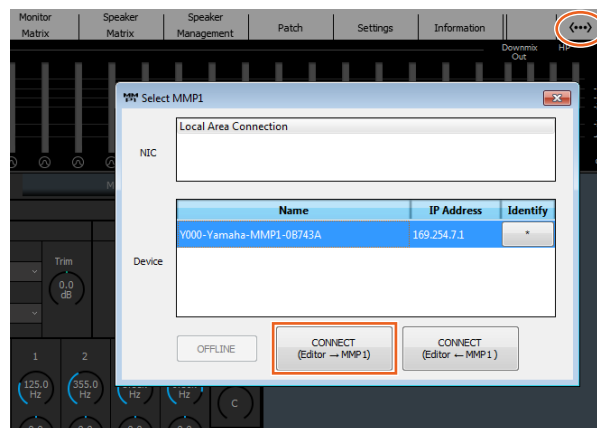 Monitor Matrix
Speaker Matrix
Speaker Management
Patch
Settings
Information
Downmix Out
HP
Select MMP1
NIC
Local Area Connection
Device
Name
IP Address
Identify
Y000-Yamaha-MMP1-0B743A
169.254.7.1
*
OFFLINE
CONNECT
(Editor → MMP1)
CONNECT
(Editor ← MMP1)
M
Trim
0.0
dB
1
2
125.0
Hz
355.0
Hz
Hz
Hz
C